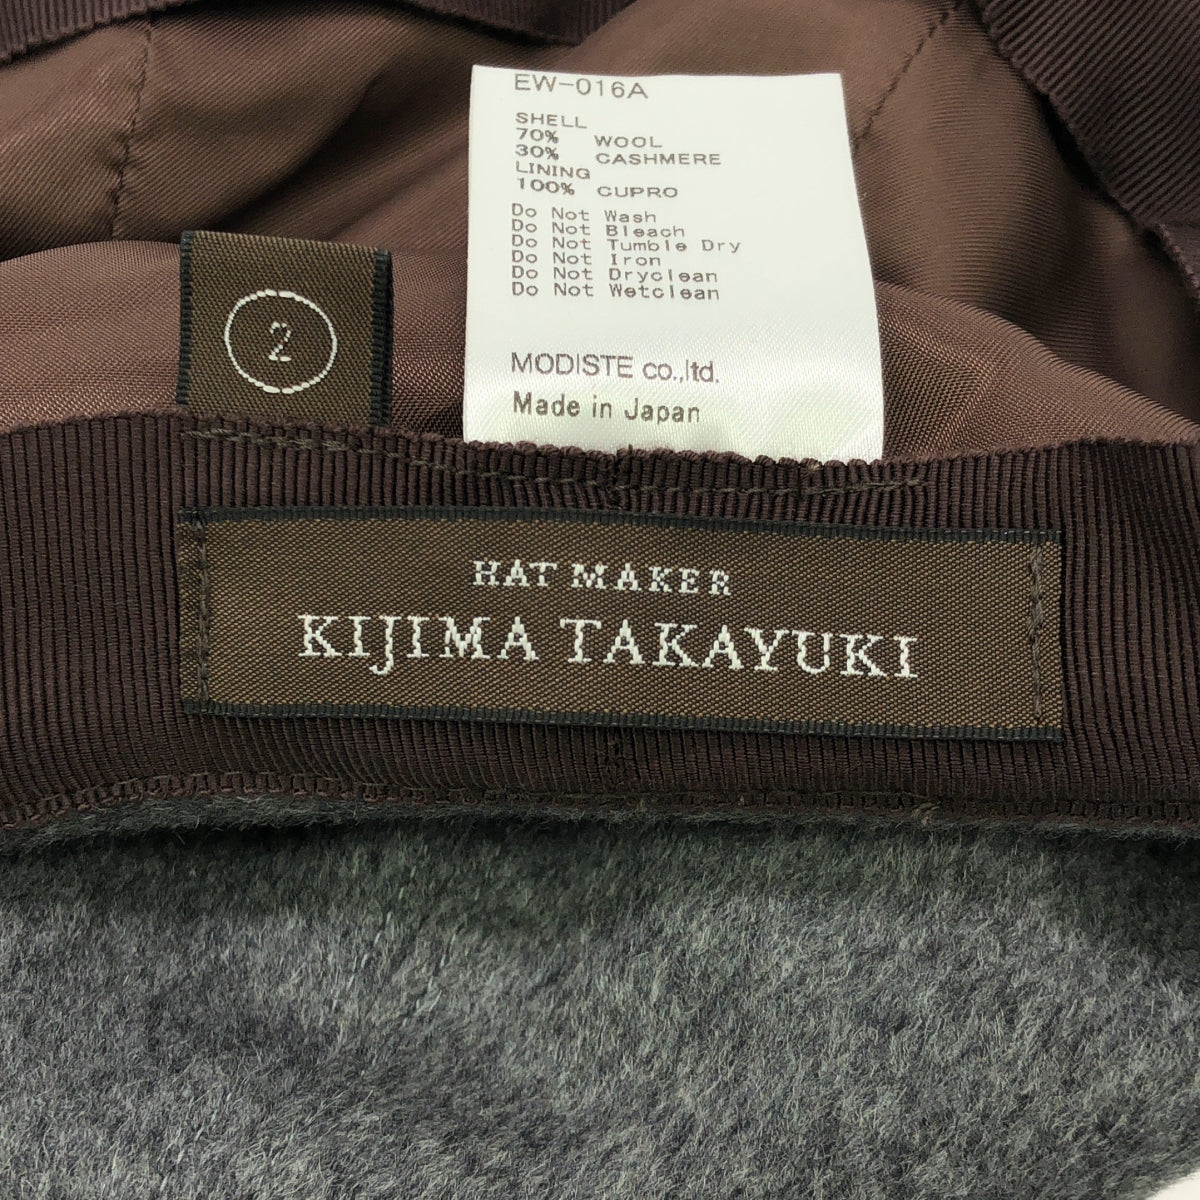 EW-016A
SHELL
70% WOOL
30% CASHMERE
LINING
100% CUPRO
Do Not Wash
Do Not Bleach
Do Not Tumble Dry
Do Not Iron
Do Not Dryclean
Do Not Wetclean
MODISTE co.,ltd.
Made in Japan
2
HAT MAKER
KIJIMA TAKAYUKI